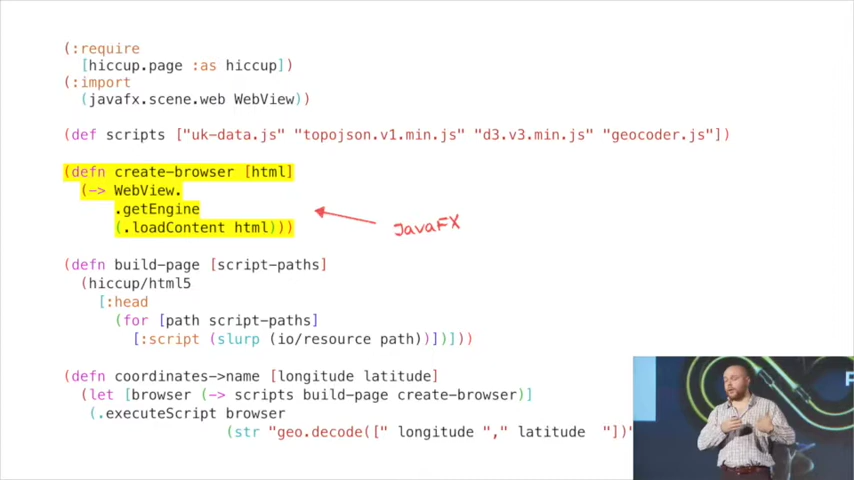 (:require
[hiccup.page :as hiccup])
(:import
(javafx.scene.web WebView))
(def scripts ["uk-data.js" "topojson.v1.min.js" "d3.v3.min.js" "geocoder.js"])
(defn create-browser [html]
(-> WebView.
.getEngine
(.loadContent html)))
JavaFX
(defn build-page [script-paths]
(hiccup/html5
[:head
(for [path script-paths]
[:script (slurp (io/resource path))])]))
(defn coordinates->name [longitude latitude]
(let [browser (-> scripts build-page create-browser)]
(.executeScript browser
(str "geo.decode([" longitude "," latitude "])"
P